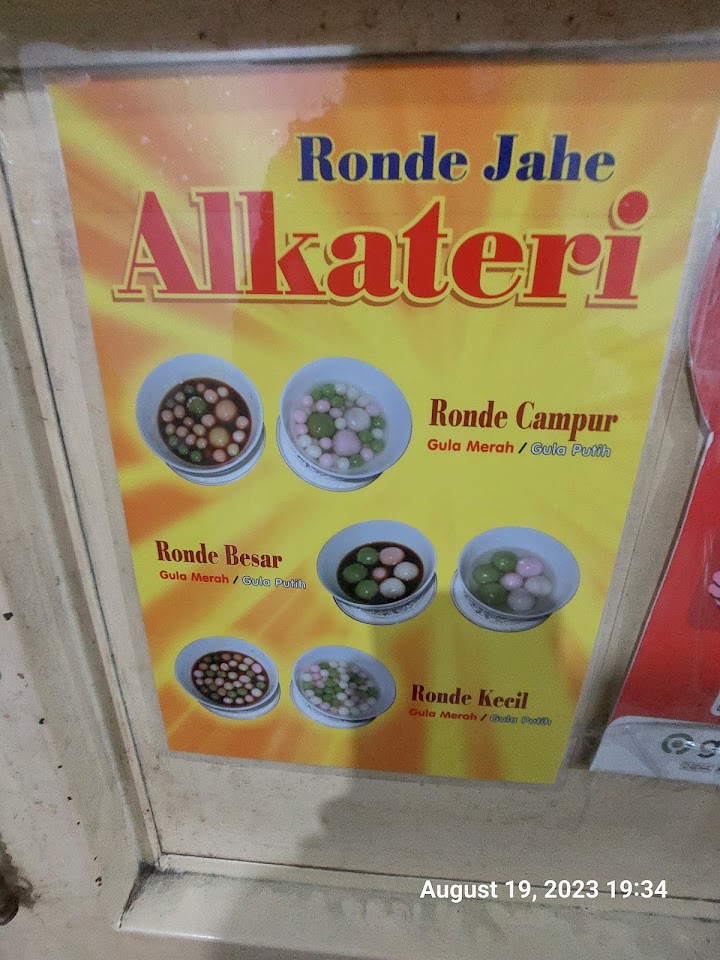 Ronde Jahe
Alkateri
Ronde Campur
Gula Merah / Gula Putih
Ronde Besar
Gula Merah / Gula Putih
Ronde Kecil
Gula Merah / Gula Putih
August 19, 2023 19:34